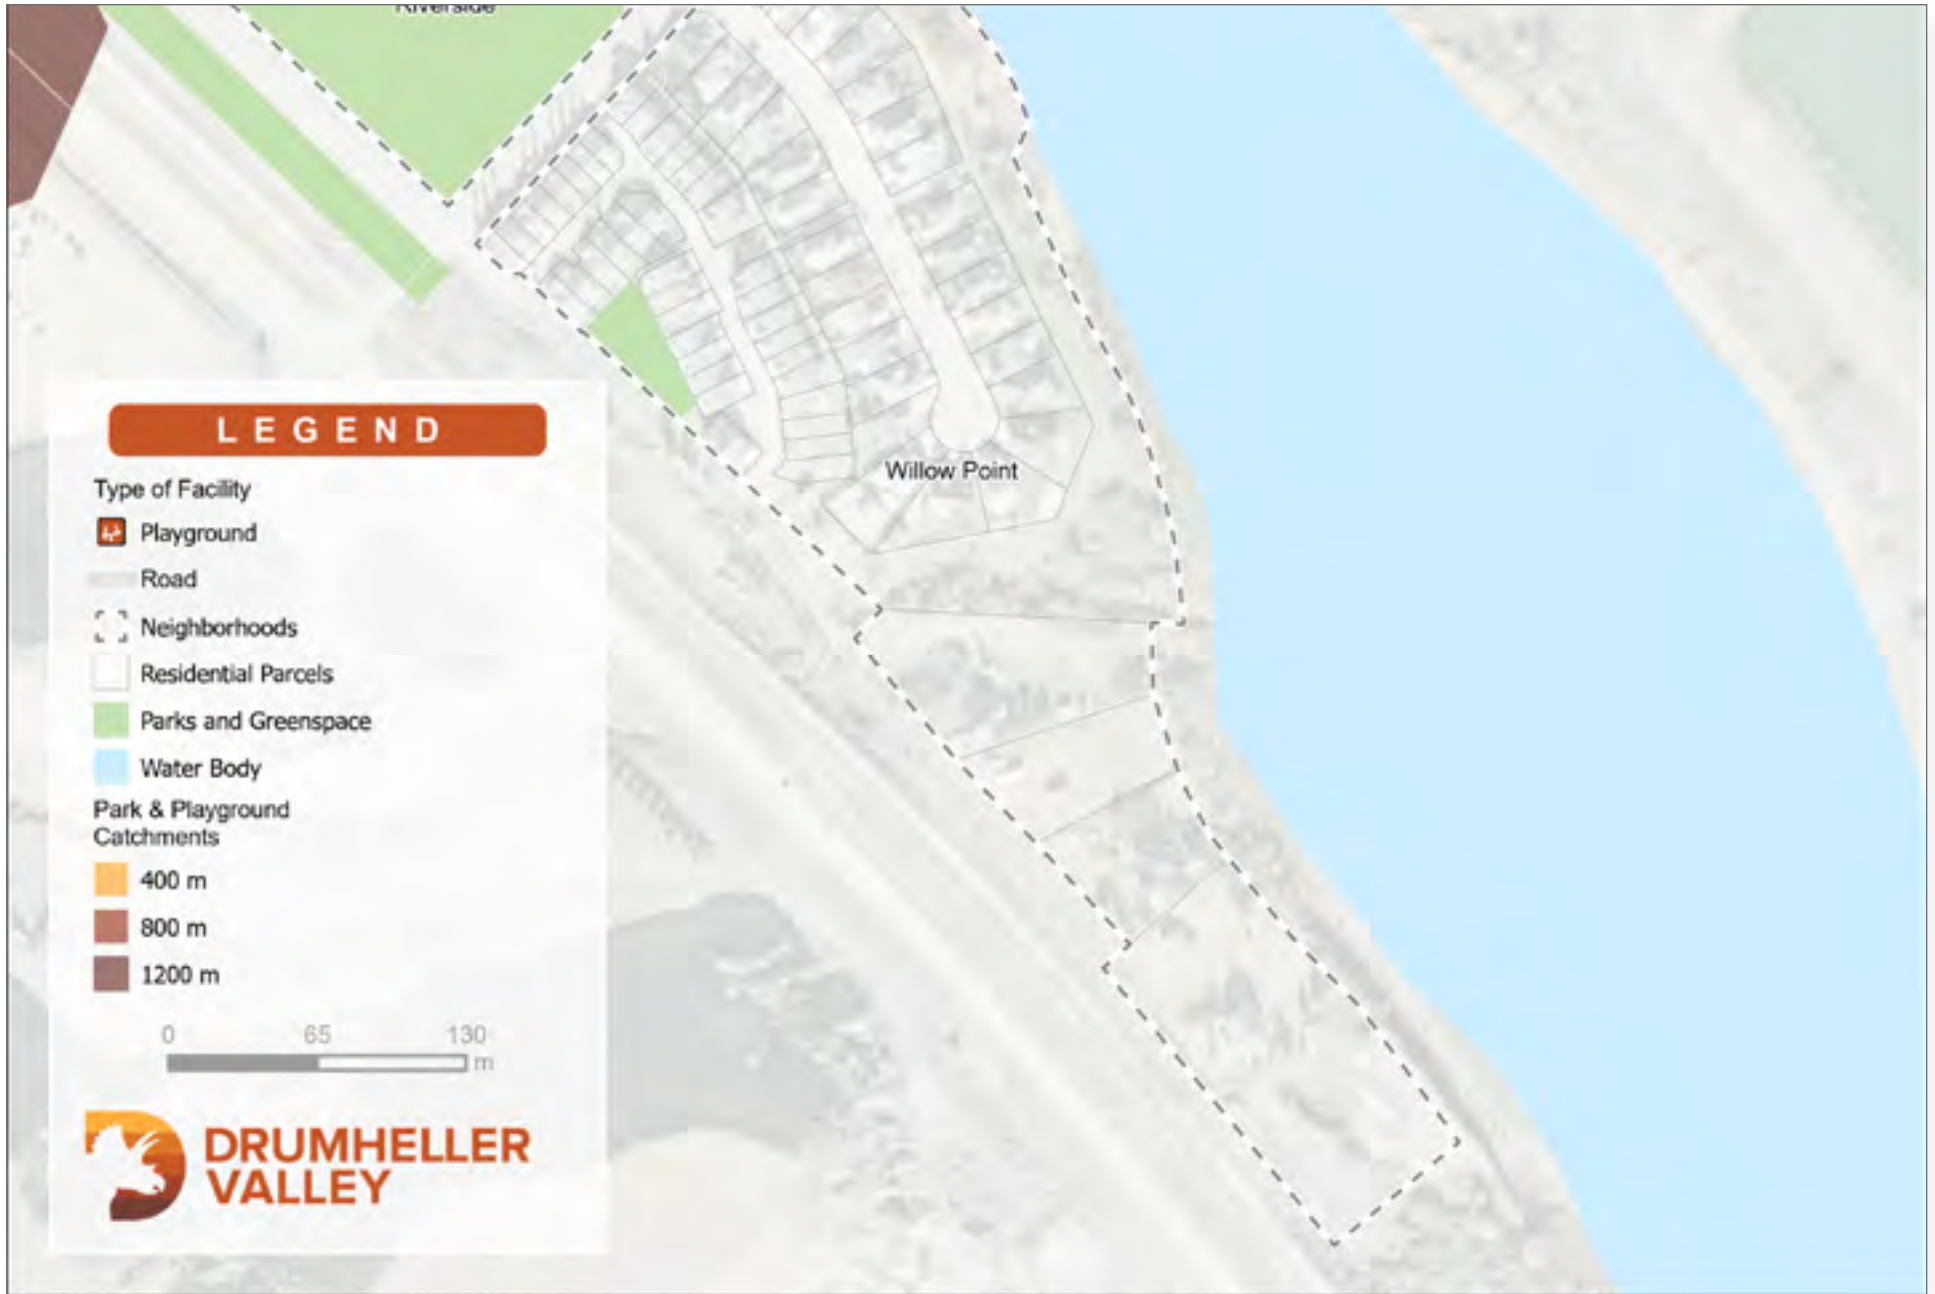 Riverside
Willow Point
LEGEND
Type of Facility
Playground
Road
Neighborhoods
Residential Parcels
Parks and Greenspace
Water Body
Park & Playground
Catchments
400 m
800 m
1200 m
0 65 130
m
DRUMHELLER
VALLEY